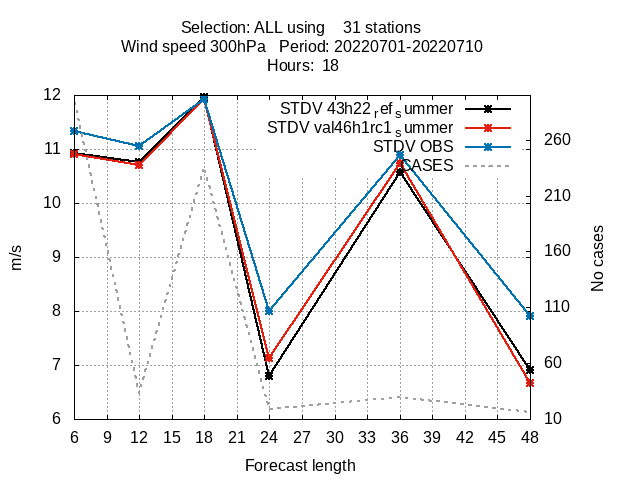 Selection: ALL using    31 stations
Wind speed 300hPa   Period: 20220701-20220710
Hours:  18
STDV 43h22_ref_summer
STDV val46h1rc1_summer
STDV OBS
CASES
12
11
10
9
8
7
6
m/s
260
210
160
110
60
10
No cases
6 9 12 15 18 21 24 27 30 33 36 39 42 45 48
Forecast length